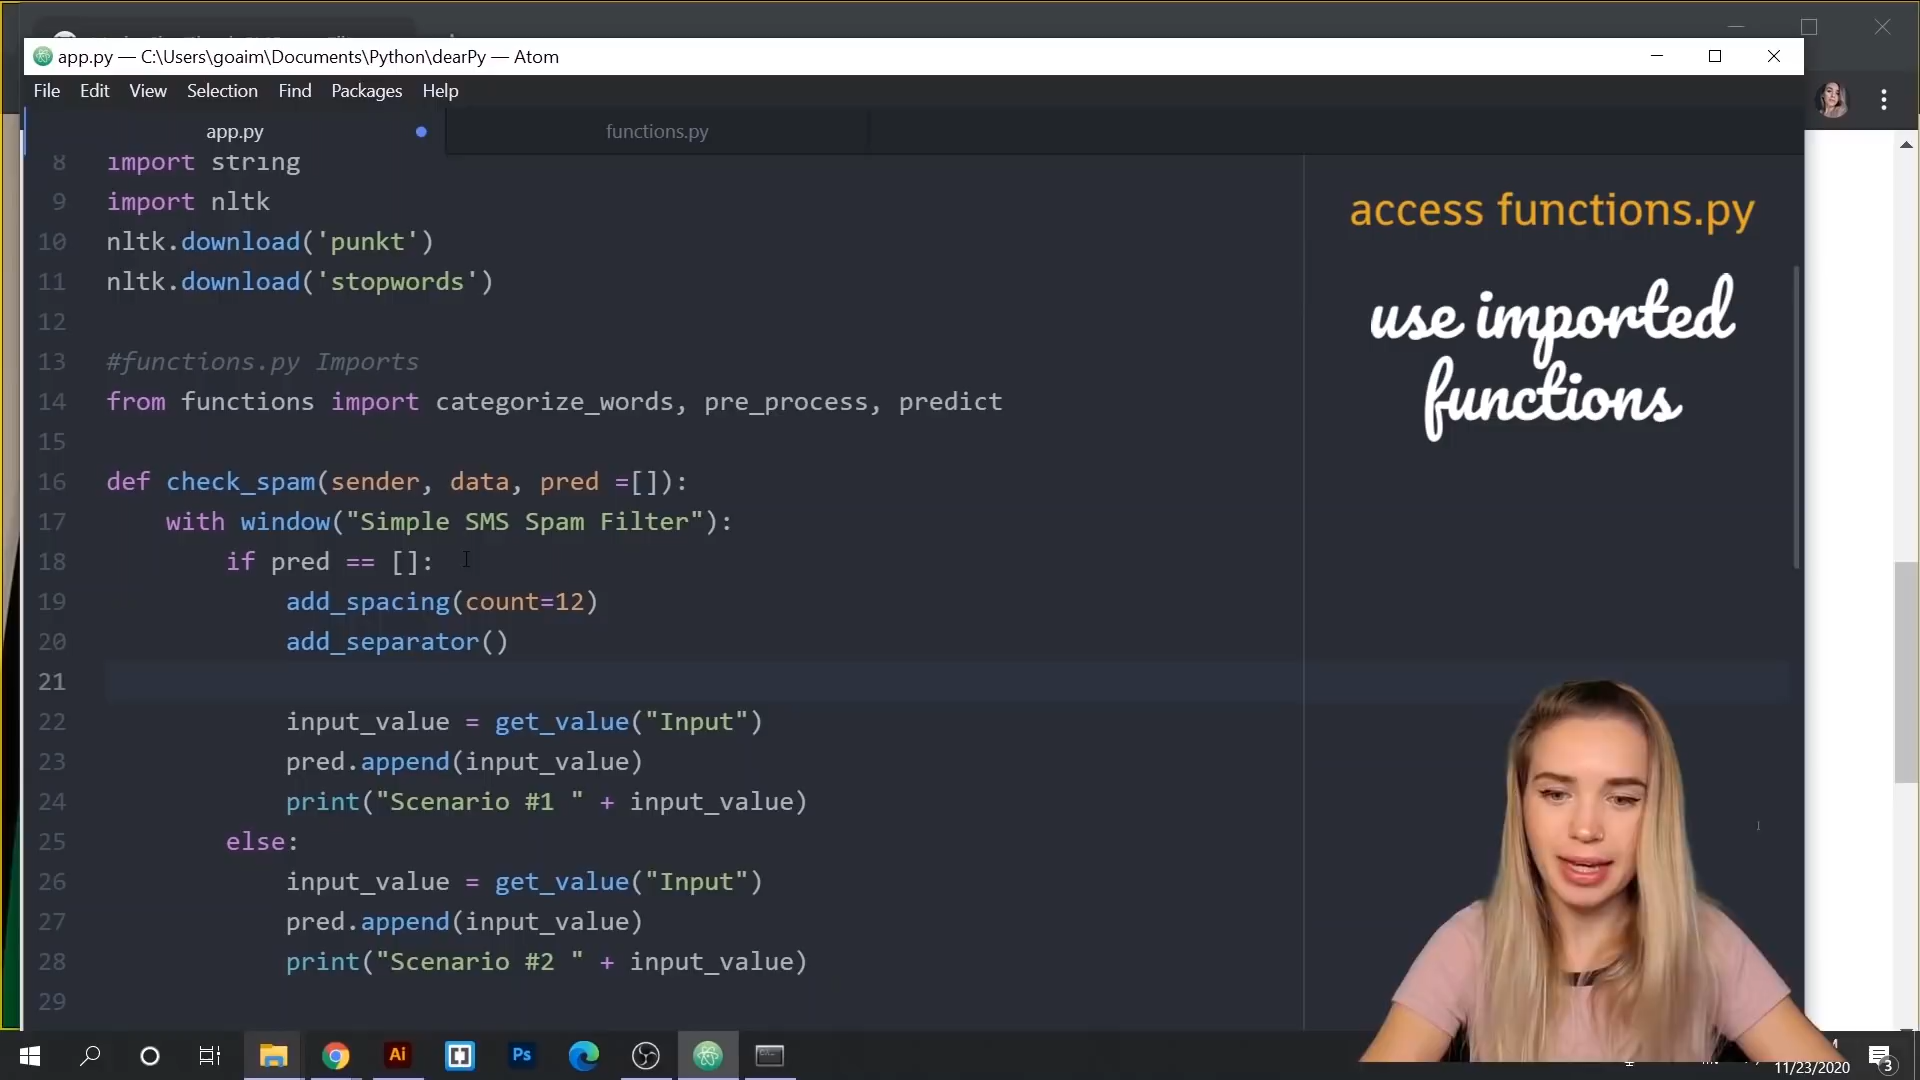 app.py — C:\Users\goaim\Documents\Python\dearPy — Atom
File Edit View Selection Find Packages Help
app.py functions.py
8 import string
9 import nltk
10 nltk.download('punkt')
11 nltk.download('stopwords')
12
13 #functions.py Imports
14 from functions import categorize_words, pre_process, predict
15
16 def check_spam(sender, data, pred =[]):
17 with window("Simple SMS Spam Filter"):
18 if pred == []:
19 add_spacing(count=12)
20 add_separator()
21
22 input_value = get_value("Input")
23 pred.append(input_value)
24 print("Scenario #1 " + input_value)
25 else:
26 input_value = get_value("Input")
27 pred.append(input_value)
28 print("Scenario #2 " + input_value)
29
access functions.py
use imported
functions
Ai
Ps
11/23/2020
3